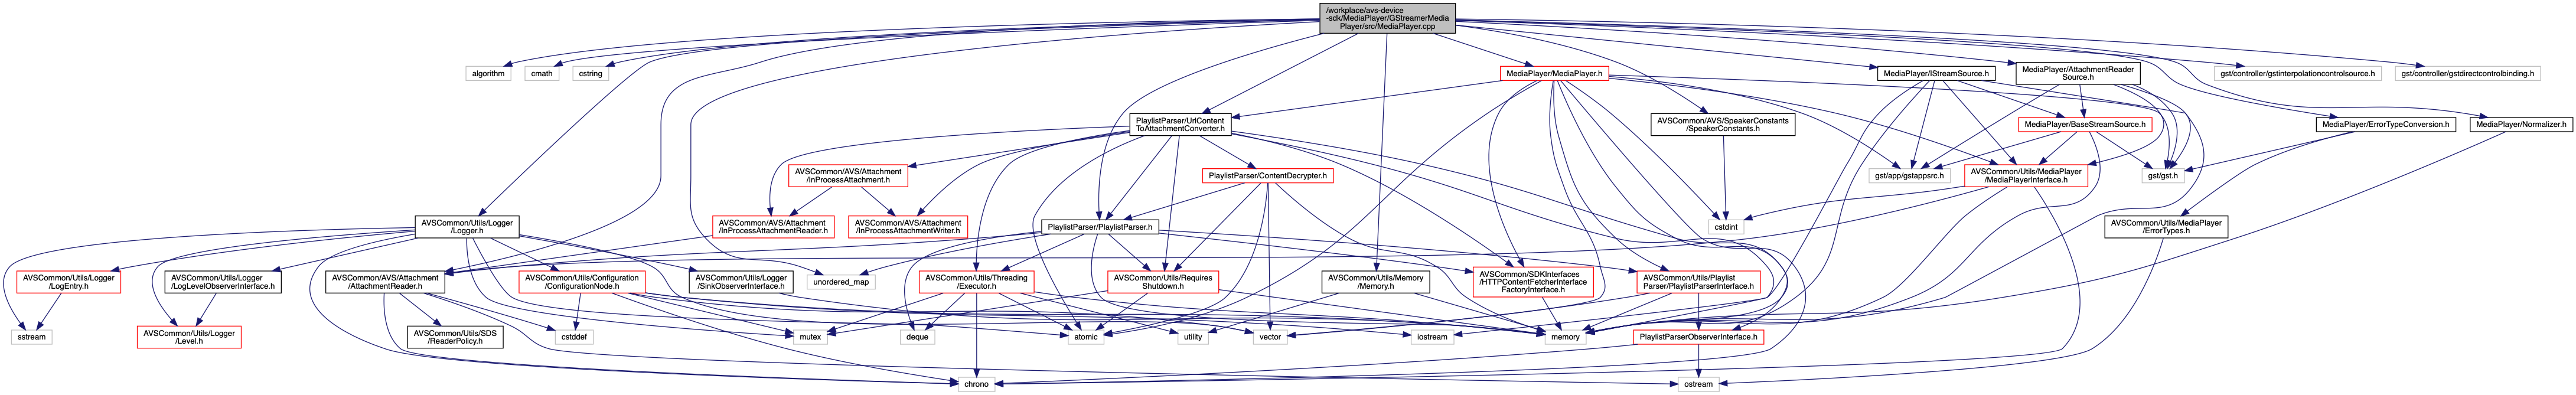 /workplace/avs-device
-sdk/MediaPlayer/GStreamerMedia
Player/src/MediaPlayer.cpp
algorithm
cmath
cstring
MediaPlayer/MediaPlayer.h
MediaPlayer/IStreamSource.h
MediaPlayer/AttachmentReader
Source.h
gst/controller/gstinterpolationcontrolsource.h
gst/controller/gstdirectcontrolbinding.h
PlaylistParser/UrlContent
ToAttachmentConverter.h
AVSCommon/AVS/SpeakerConstants
/SpeakerConstants.h
MediaPlayer/BaseStreamSource.h
MediaPlayer/ErrorTypeConversion.h
MediaPlayer/Normalizer.h
AVSCommon/AVS/Attachment
/InProcessAttachment.h
PlaylistParser/ContentDecrypter.h
gst/app/gstappsrc.h
AVSCommon/Utils/MediaPlayer
/MediaPlayerInterface.h
gst/gst.h
AVSCommon/Utils/Logger
/Logger.h
AVSCommon/AVS/Attachment
/InProcessAttachmentReader.h
AVSCommon/AVS/Attachment
/InProcessAttachmentWriter.h
PlaylistParser/PlaylistParser.h
cstdint
AVSCommon/Utils/MediaPlayer
/ErrorTypes.h
AVSCommon/Utils/Logger
/LogEntry.h
AVSCommon/Utils/Logger
/LogLevelObserverInterface.h
AVSCommon/AVS/Attachment
/AttachmentReader.h
AVSCommon/Utils/Configuration
/ConfigurationNode.h
AVSCommon/Utils/Logger
/SinkObserverInterface.h
unordered_map
AVSCommon/Utils/Threading
/Executor.h
AVSCommon/Utils/Requires
Shutdown.h
AVSCommon/Utils/Memory
/Memory.h
AVSCommon/SDKInterfaces
/HTTPContentFetcherInterface
FactoryInterface.h
AVSCommon/Utils/Playlist
Parser/PlaylistParserInterface.h
sstream
AVSCommon/Utils/Logger
/Level.h
AVSCommon/Utils/SDS
/ReaderPolicy.h
cstddef
mutex
deque
atomic
utility
vector
iostream
memory
PlaylistParserObserverInterface.h
chrono
ostream